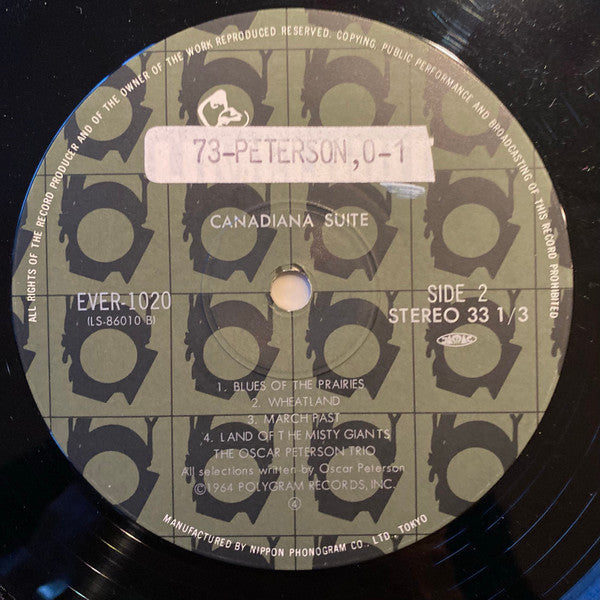 ALL RIGHTS OF THE RECORD PRODUCER AND OF THE OWNER OF THE WORK REPRODUCED RESERVED. COPYING, PUBLIC PERFORMANCE AND BROADCASTING OF THIS RECORD PROHIBITED
73-PETERSON,O-1
CANADIANA SUITE
EVER-1020
(LS-86010 B)
SIDE 2
STEREO 33 1/3
1. BLUES OF THE PRAIRIES
2. WHEATLAND
3. MARCH PAST
4. LAND OF THE MISTY GIANTS
THE OSCAR PETERSON TRIO
All selections written by Oscar Peterson
©1964 POLYGRAM RECORDS, INC.
④
MANUFACTURED BY NIPPON PHONOGRAM CO., LTD., TOKYO